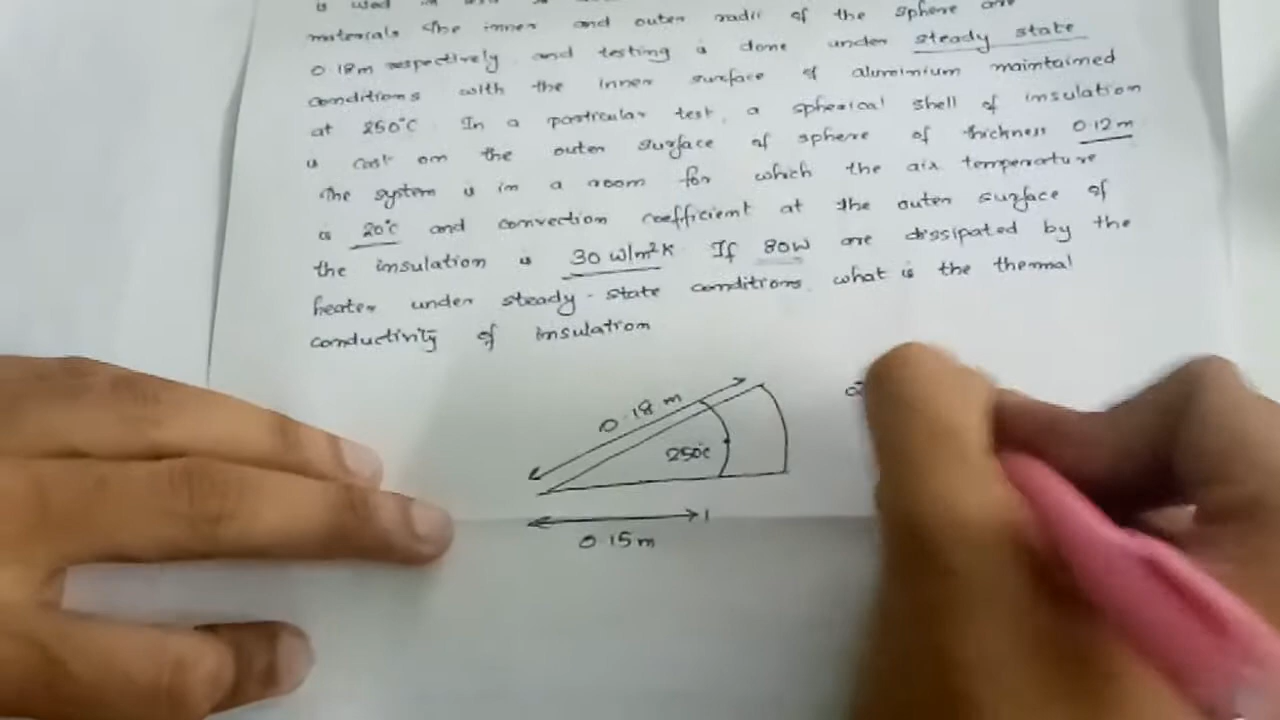 is used in
materials The inner and outer radii of the sphere are
0.18m respectively and testing is done under steady state
conditions with the inner surface of aluminium maintained
at 250°C In a particular test, a spherical shell of insulation
is cast on the outer surface of sphere of thickness 0.12m
The system is in a room for which the air temperature
is 20°C and convection coefficient at the outer surface of
the insulation is 30 W/m²K If 80W are dissipated by the
heater under steady-state conditions, what is the thermal
conductivity of insulation
0.18 m
250°C
0.15m